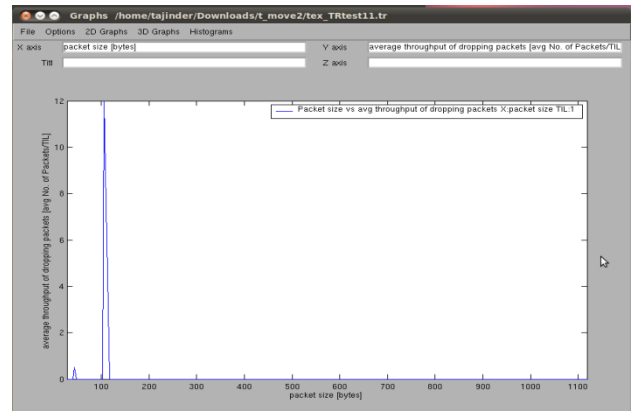 Graphs /home/tajinder/Downloads/t_move2/tex_TRtest11.tr
File Options 2D Graphs 3D Graphs Histograms
X axis packet size [bytes] Y axis average throughput of dropping packets [avg No. of Packets/TIL
Titl Z axis
Packet size vs avg throughput of dropping packets X:packet size TIL:1
average throughput of dropping packets [avg No. of Packets/TIL]
12
10
8
6
4
2
0
100 200 300 400 500 600 700 800 900 1000 1100
packet size [bytes]